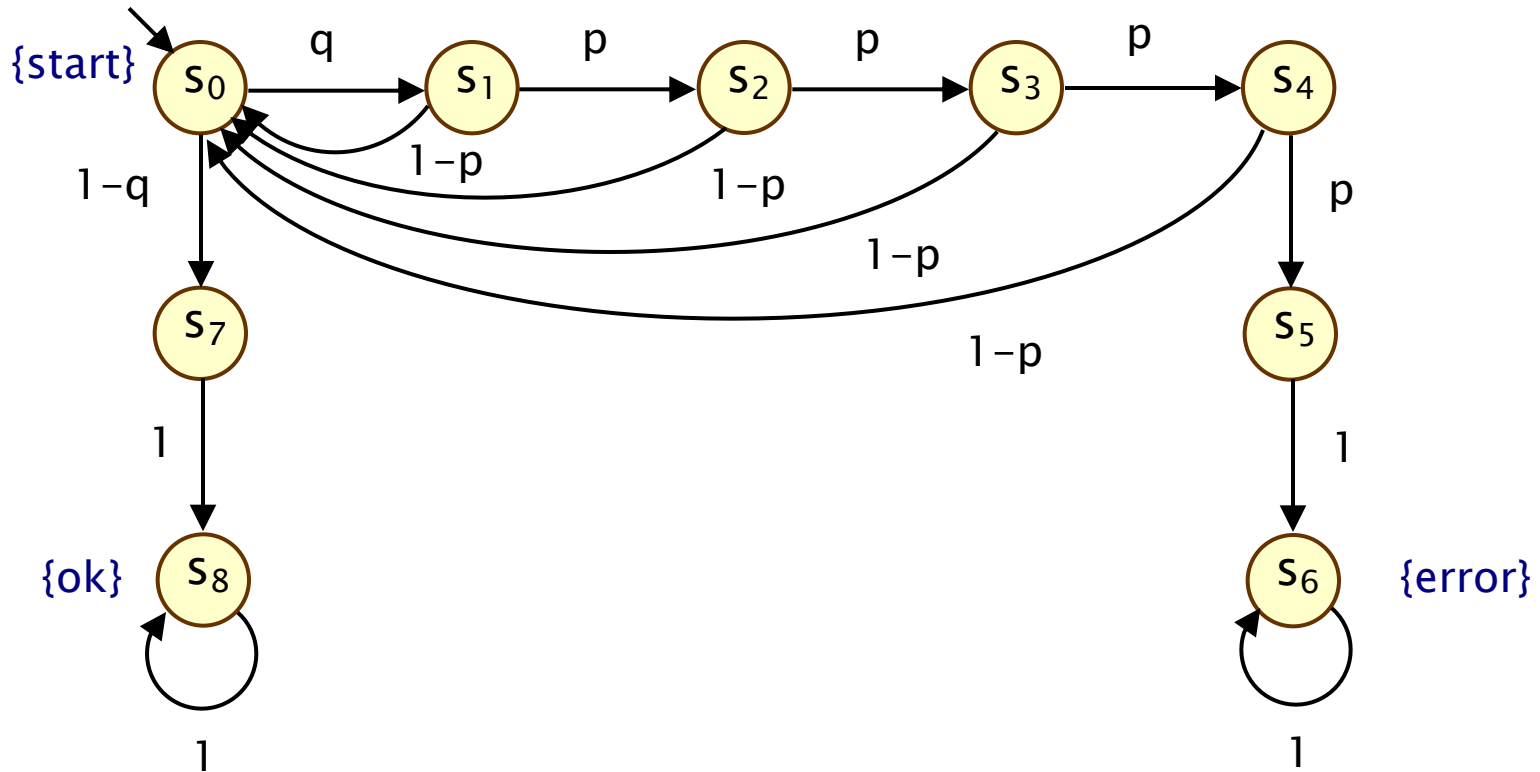 {start}
s0
q
s1
p
s2
p
s3
p
s4
1-q
1-p
1-p
1-p
1-p
p
s7
s5
1
1
{ok}
s8
s6
{error}
1
1